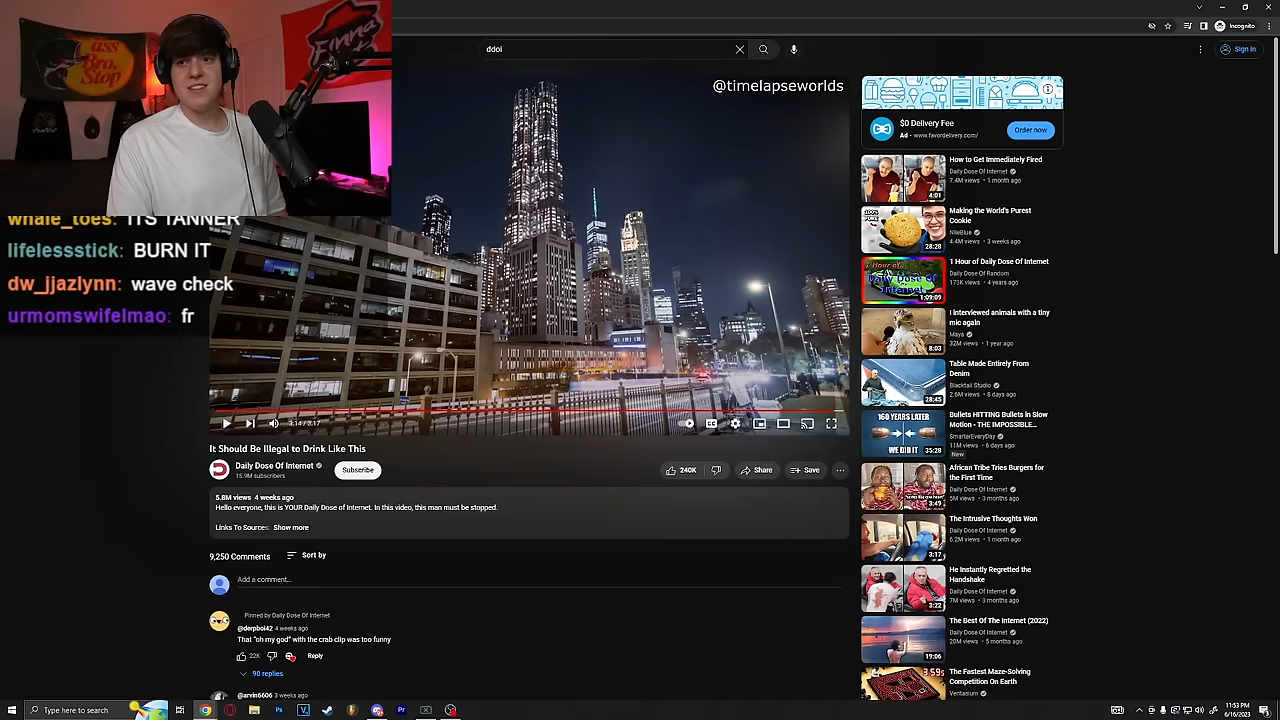 ass
Bro,
Stop
Finna
ddoi
Incognito
Sign in
@timelapseworlds
whale_toes: ITS TANNER
lifelessstick: BURN IT
dw_jjazlynn: wave check
urmomswifelmao: fr
3:14 / 3:17
It Should Be Illegal to Drink Like This
Daily Dose Of Internet
15.9M subscribers
Subscribe
240K
Share
Save
5.8M views 4 weeks ago
Hello everyone, this is YOUR Daily Dose of Internet. In this video, this man must be stopped.
Links To Sources: Show more
9,250 Comments
Sort by
Add a comment...
Pinned by Daily Dose Of Internet
@derpboi42 4 weeks ago
That "oh my god" with the crab clip was too funny
22K
Reply
90 replies
@arvin6606 3 weeks ago
$0 Delivery Fee
Ad • www.favordelivery.com/
Order now
How to Get Immediately Fired
Daily Dose Of Internet
7.4M views • 1 month ago
4:01
Making the World's Purest
Cookie
NileBlue
4.4M views • 3 weeks ago
28:28
1 Hour of Daily Dose Of Internet
Daily Dose Of Random
173K views • 4 years ago
1:09:09
I interviewed animals with a tiny
mic again
Maya
32M views • 1 year ago
8:03
Table Made Entirely From
Denim
Blacktail Studio
2.6M views • 8 days ago
28:45
160 YEARS LATER
WE DID IT
35:28
Bullets HITTING Bullets in Slow
Motion - THE IMPOSSIBLE...
SmarterEveryDay
11M views • 6 days ago
New
African Tribe Tries Burgers for
the First Time
Daily Dose Of Internet
5M views • 3 months ago
3:49
The Intrusive Thoughts Won
Daily Dose Of Internet
6.2M views • 1 month ago
3:17
He Instantly Regretted the
Handshake
Daily Dose Of Internet
7M views • 3 months ago
3:22
The Best Of The Internet (2022)
Daily Dose Of Internet
20M views • 5 months ago
19:06
The Fastest Maze-Solving
Competition On Earth
Veritasium
3.59s
Type here to search
11:53 PM
6/16/2023